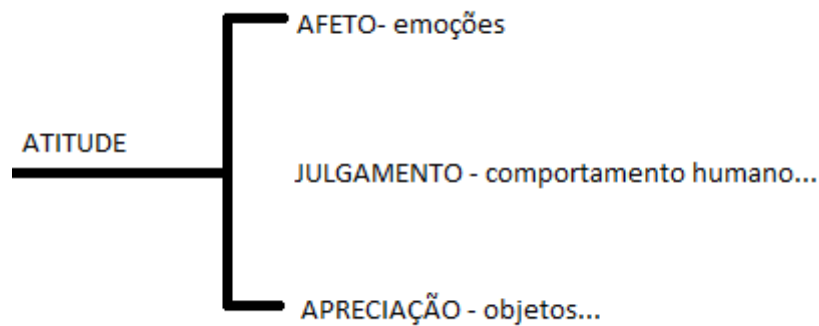 AFETO- emoções
ATITUDE
JULGAMENTO - comportamento humano...
APRECIAÇÃO - objetos...